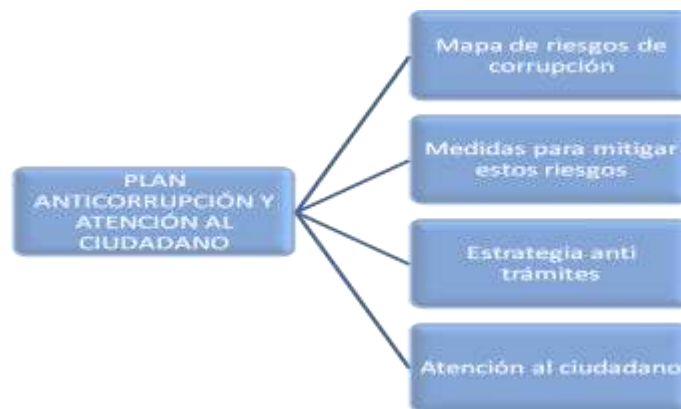 PLAN
ANTICORRUPCIÓN Y
ATENCIÓN AL
CIUDADANO
Mapa de riesgos de
corrupción
Medidas para mitigar
estos riesgos
Estrategia anti
trámites
Atención al ciudadano